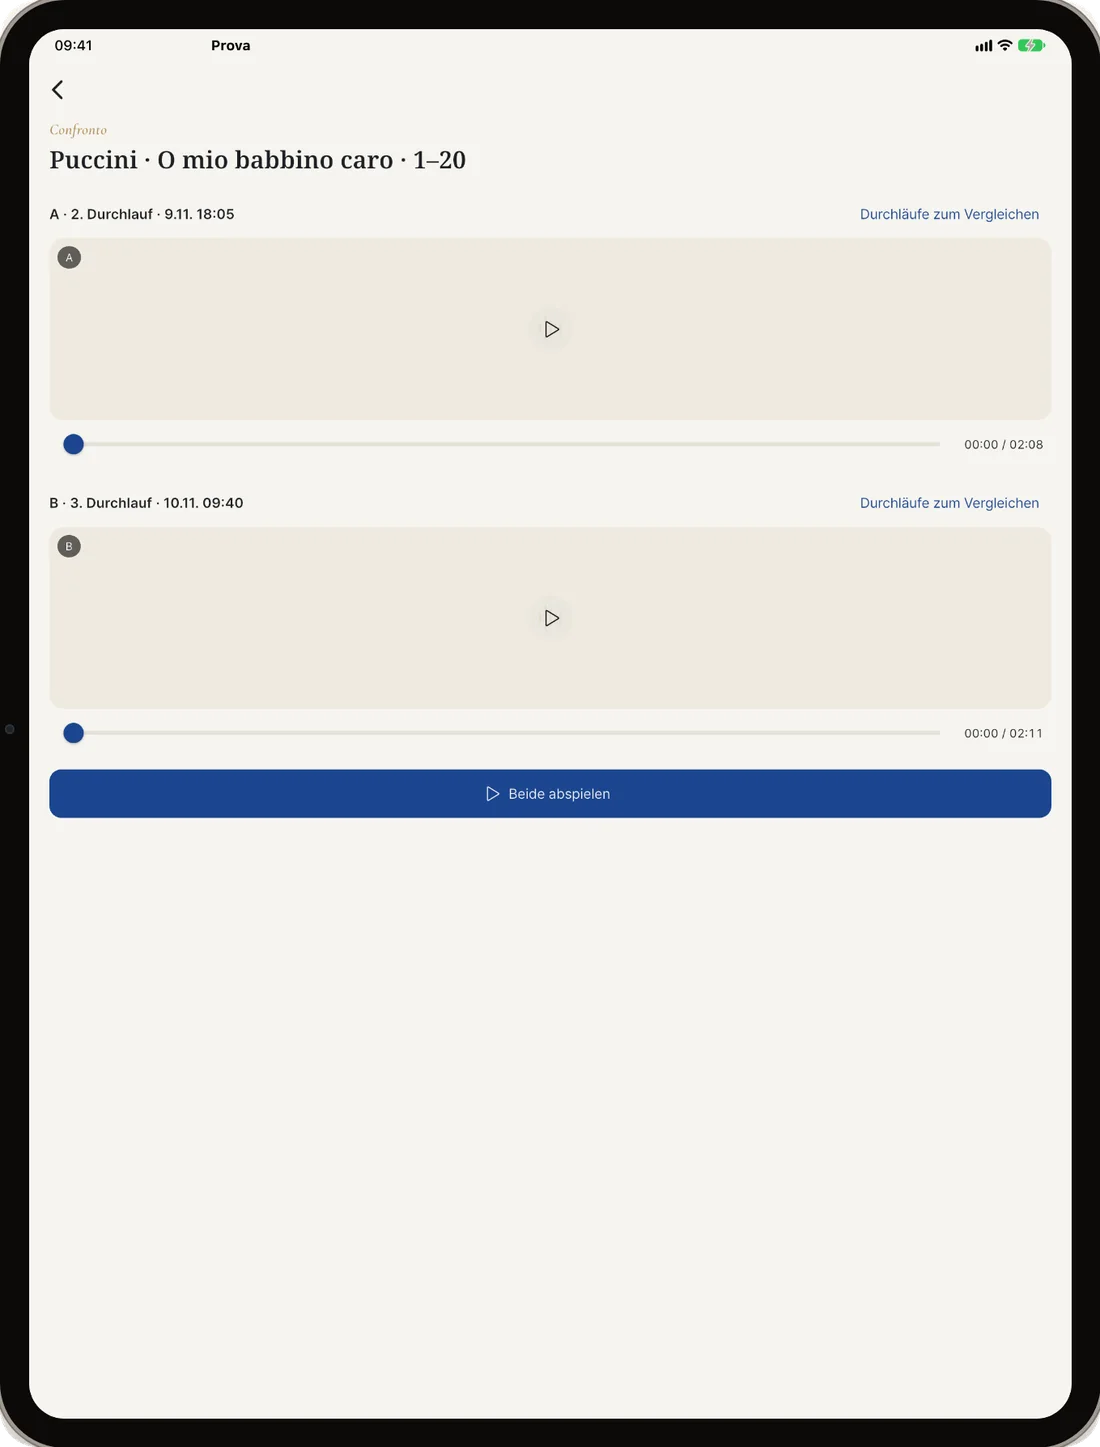 09:41 Prova
Confronto
Puccini · O mio babbino caro · 1–20
A · 2. Durchlauf · 9.11. 18:05 Durchläufe zum Vergleichen
A
00:00 / 02:08
B · 3. Durchlauf · 10.11. 09:40 Durchläufe zum Vergleichen
B
00:00 / 02:11
Beide abspielen